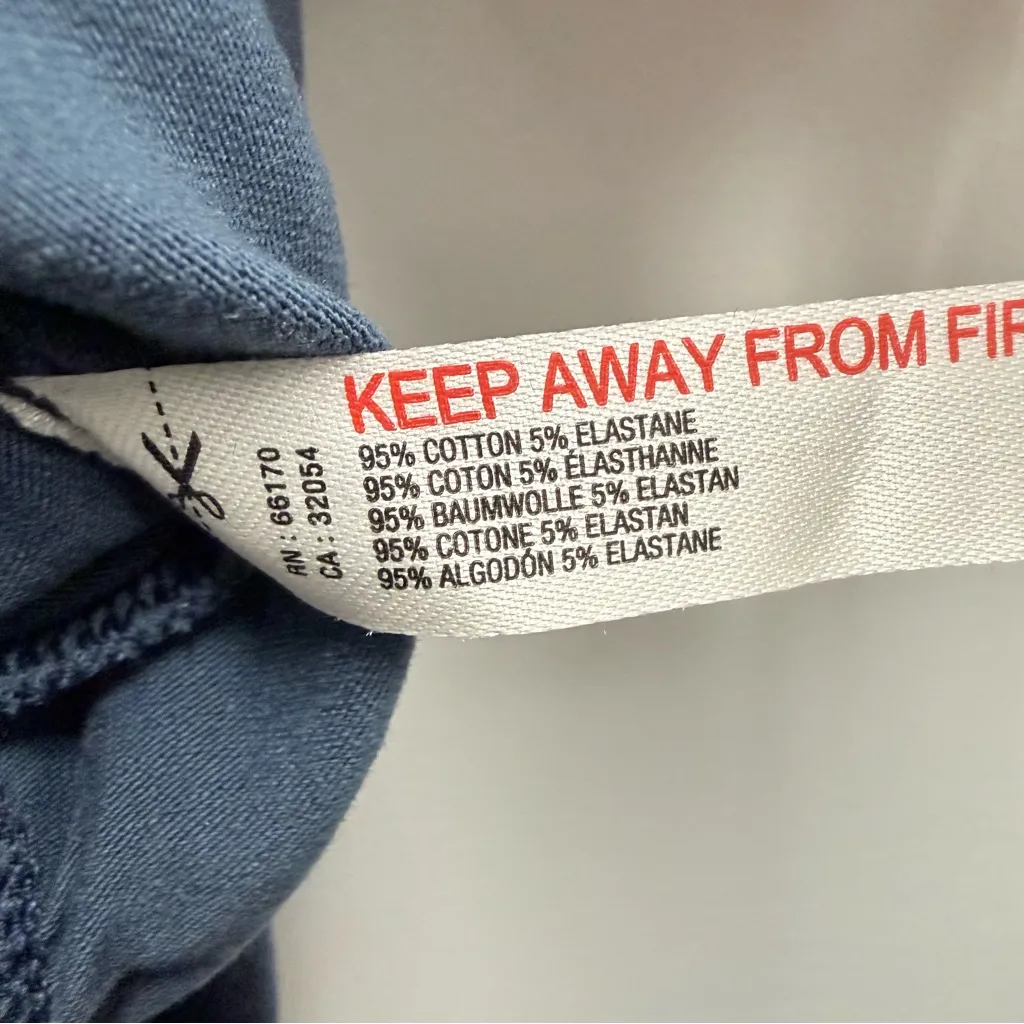 KEEP AWAY FROM
95% COTTON 5% ELASTANE
95% COTON 5% ÉLASTHANNE
95% BAUMWOLLE 5% ELASTAN
95% COTONE 5% ELASTAN
95% ALGODÓN 5% ELASTANE
RN : 66170
CA : 32054